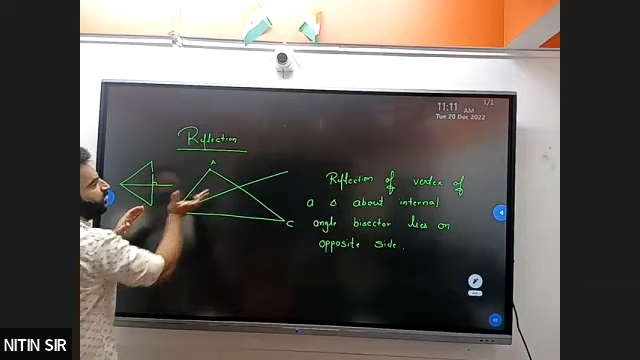 11:11 AM
1/1
Tue 20 Dec 2022
Reflection
A
C
Reflection of vertex of
a Δ about internal
angle bisector lies on
opposite side.
NITIN SIR